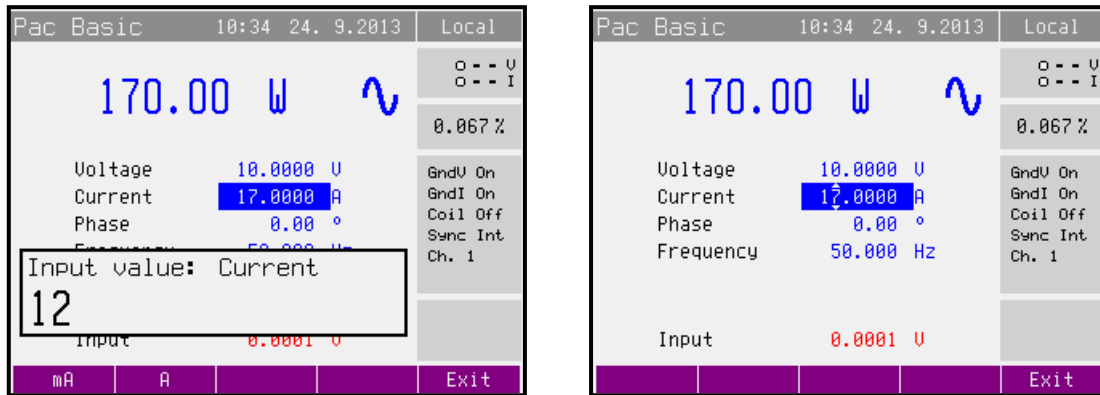 Pac Basic 10:34 24. 9.2013 Local
170.00 W
o-- V
o-- I
0.067 %
Voltage 10.0000 V
Current 17.0000 A
Phase 0.00 °
GndV On
GndI On
Coil Off
Sync Int
Ch. 1
Input value: Current
12
Input 0.0001 V
mA A Exit
Pac Basic 10:34 24. 9.2013 Local
170.00 W
o-- V
o-- I
0.067 %
Voltage 10.0000 V
Current 17.0000 A
Phase 0.00 °
Frequency 50.000 Hz
GndV On
GndI On
Coil Off
Sync Int
Ch. 1
Input 0.0001 V
Exit